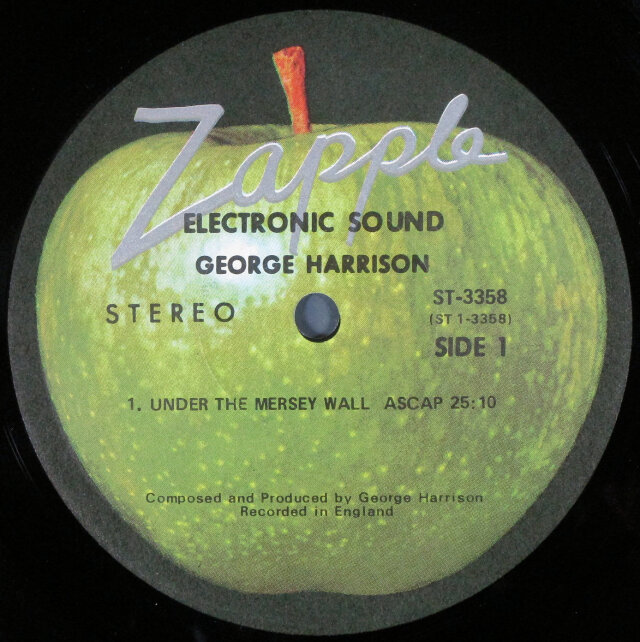 Zapple
ELECTRONIC SOUND
GEORGE HARRISON
STEREO
ST-3358
(ST 1-3358)
SIDE 1
1. UNDER THE MERSEY WALL ASCAP 25:10
Composed and Produced by George Harrison
Recorded in England